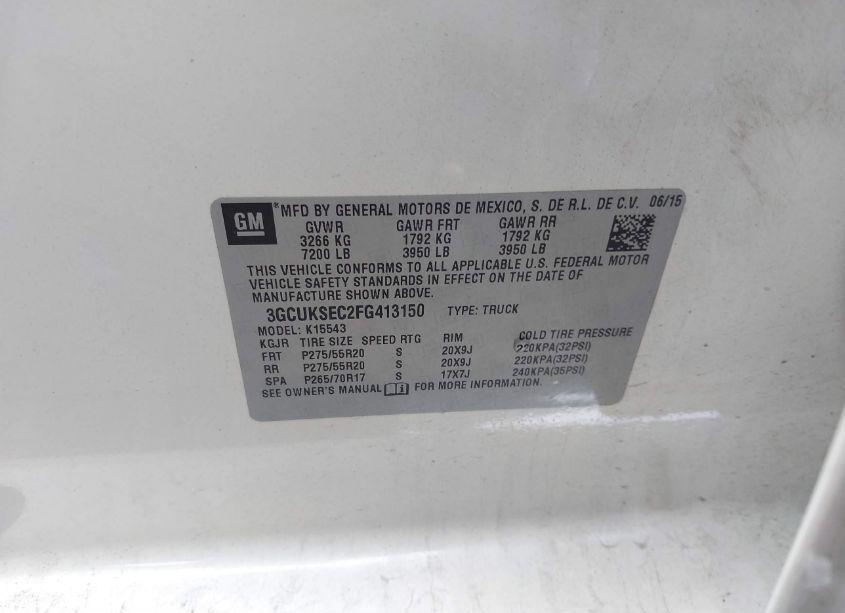 GM ® MFD BY GENERAL MOTORS DE MEXICO, S. DE R.L. DE C.V. 06/15
GVWR GAWR FRT GAWR RR
3266 KG 1792 KG 1792 KG
7200 LB 3950 LB 3950 LB
THIS VEHICLE CONFORMS TO ALL APPLICABLE U.S. FEDERAL MOTOR
VEHICLE SAFETY STANDARDS IN EFFECT ON THE DATE OF
MANUFACTURE SHOWN ABOVE.
3GCUKSEC2FG413150 TYPE: TRUCK
MODEL: K15543
KGJR TIRE SIZE SPEED RTG RIM COLD TIRE PRESSURE
FRT P275/55R20 S 20X9J 220KPA(32PSI)
RR P275/55R20 S 20X9J 220KPA(32PSI)
SPA P265/70R17 S 17X7J 240KPA(35PSI)
SEE OWNER'S MANUAL FOR MORE INFORMATION.